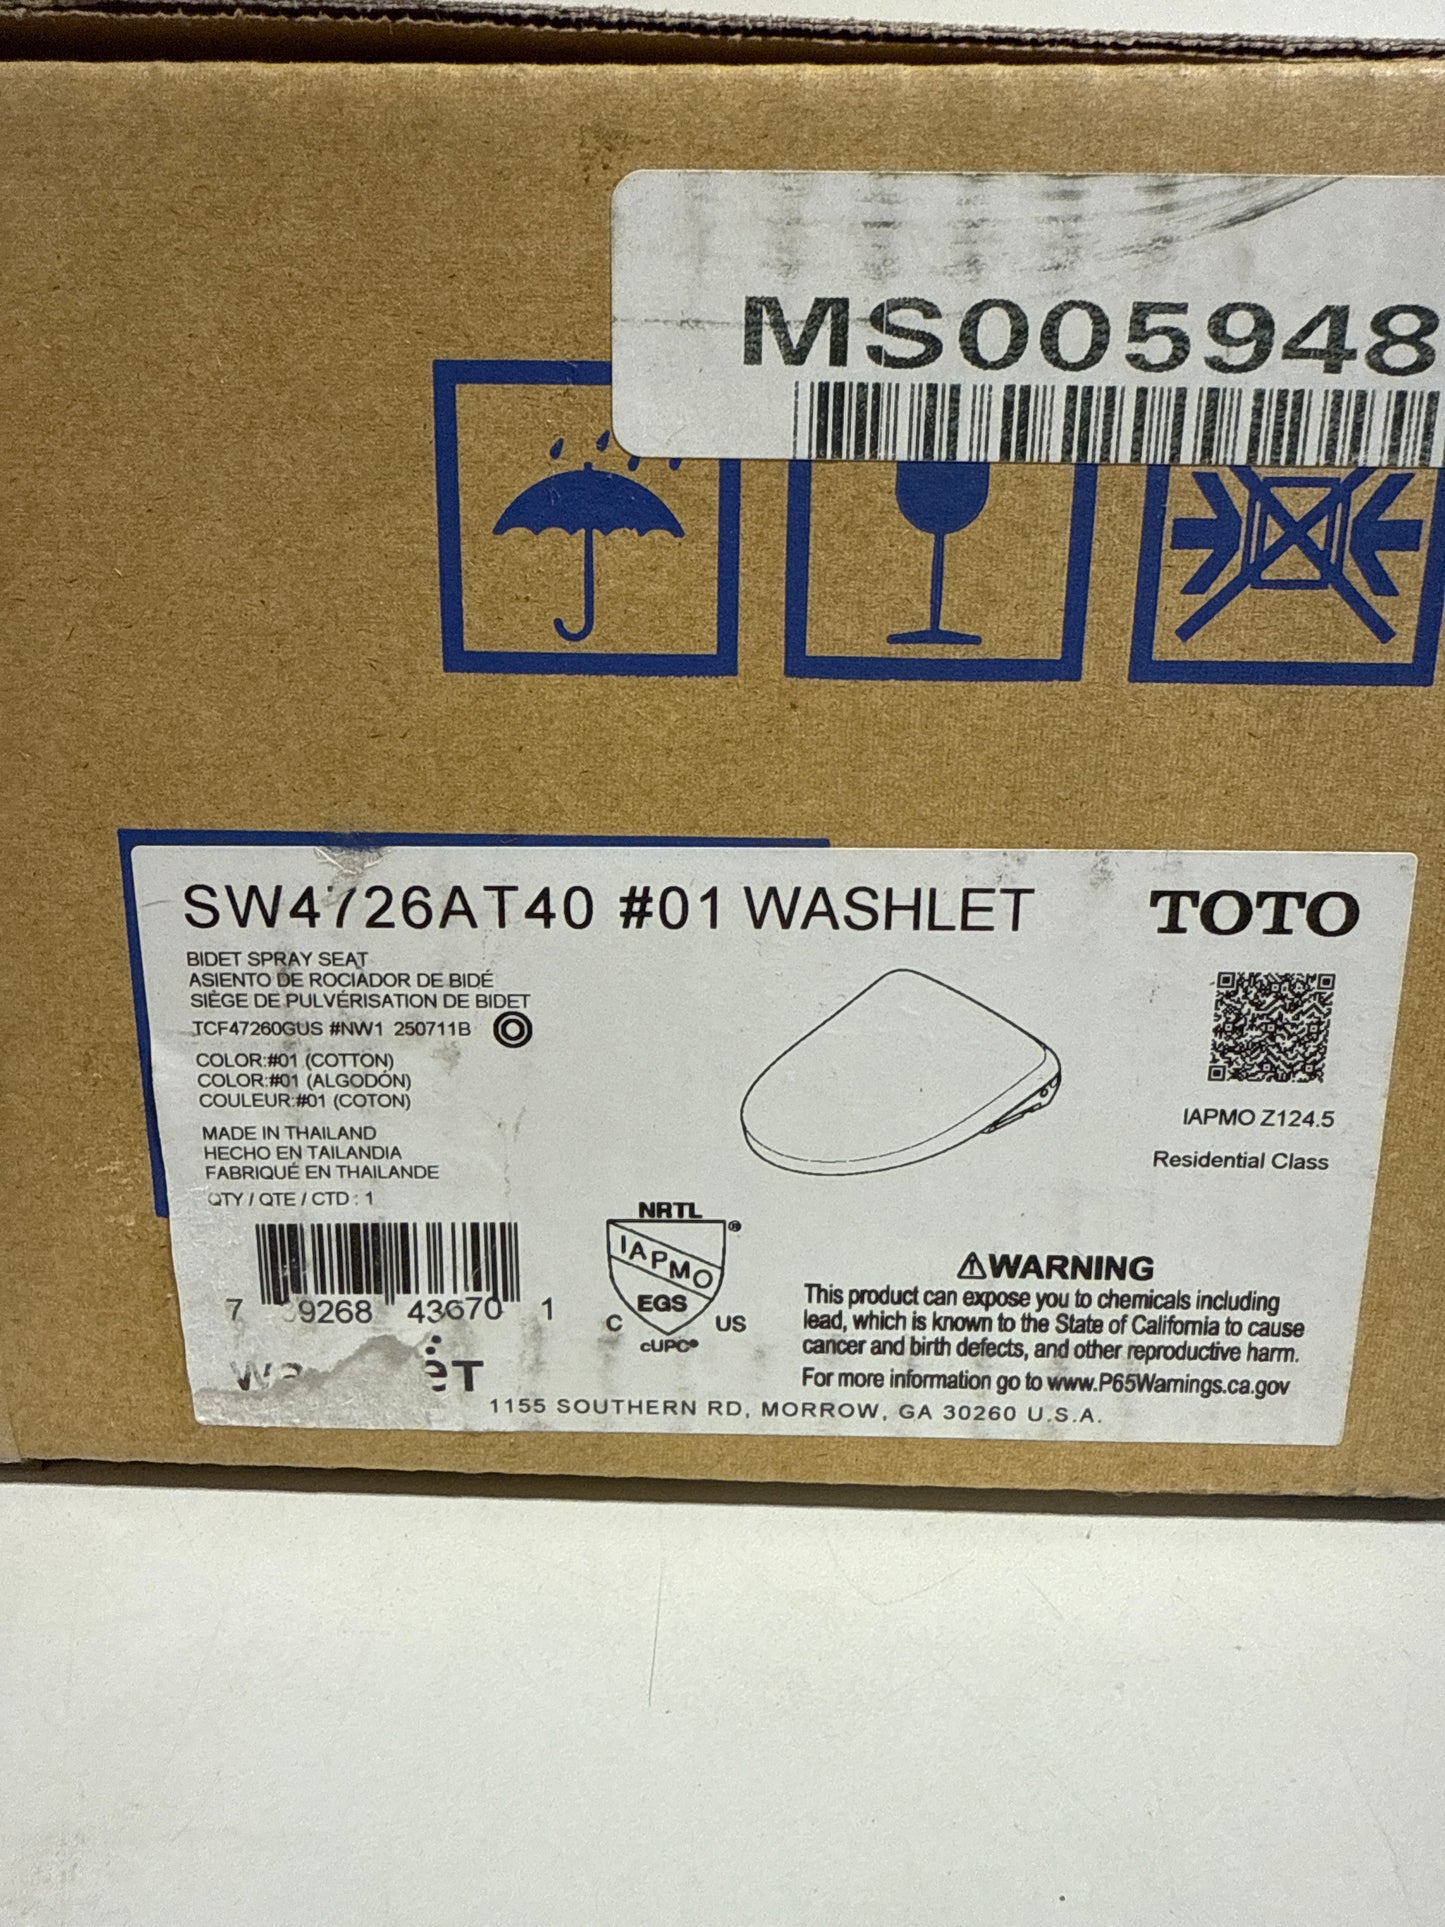 MS005948
SW4726AT40 #01 WASHLET
TOTO
BIDET SPRAY SEAT
ASIENTO DE ROCIADOR DE BIDÉ
SIÈGE DE PULVÉRISATION DE BIDET
TCF47260GUS #NW1 250711B
COLOR:#01 (COTTON)
COLOR:#01 (ALGODÓN)
COULEUR:#01 (COTON)
MADE IN THAILAND
HECHO EN TAILANDIA
FABRIQUÉ EN THAILANDE
QTY / QTE / CTD : 1
7 9268 43670 1
IAPMO Z124.5
Residential Class
NRTL
®
IAPMO
EGS
C US
cUPC®
⚠WARNING
This product can expose you to chemicals including
lead, which is known to the State of California to cause
cancer and birth defects, and other reproductive harm.
For more information go to www.P65Warnings.ca.gov
1155 SOUTHERN RD, MORROW, GA 30260 U.S.A.